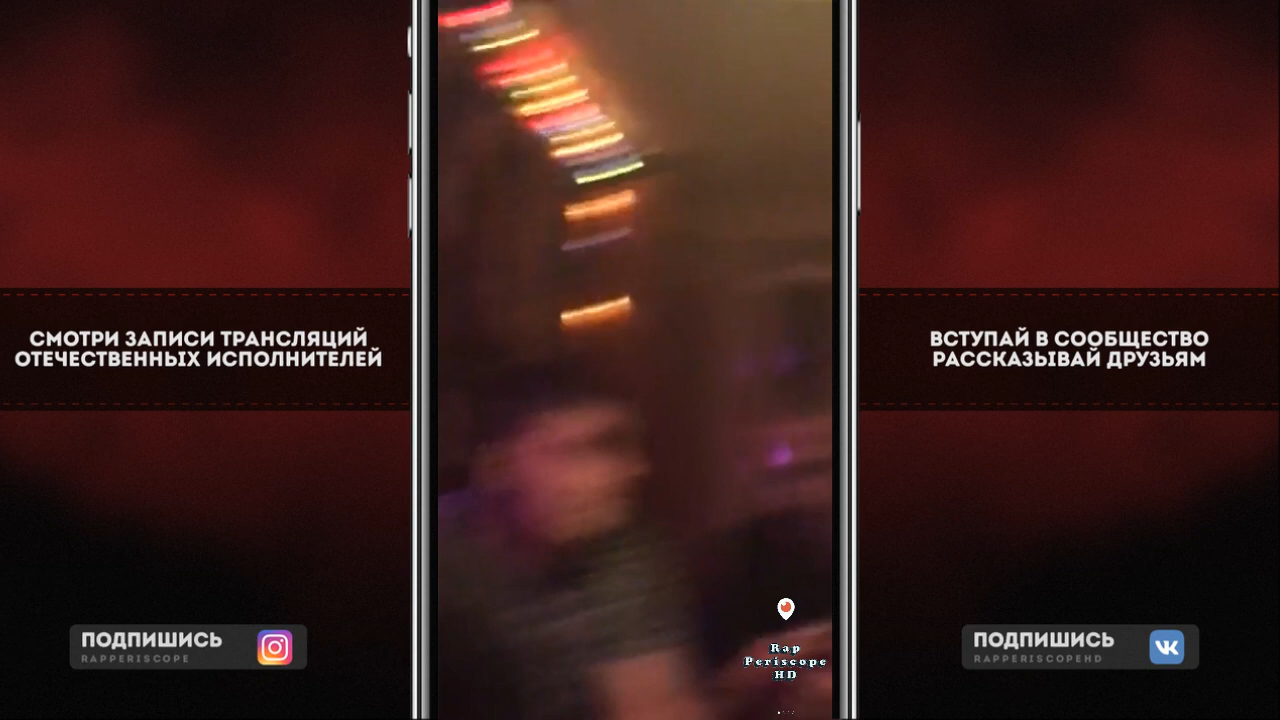 СМОТРИ ЗАПИСИ ТРАНСЛЯЦИЙ
ОТЕЧЕСТВЕННЫХ ИСПОЛНИТЕЛЕЙ
ВСТУПАЙ В СООБЩЕСТВО
РАССКАЗЫВАЙ ДРУЗЬЯМ
ПОДПИШИСЬ
RAPPERISCOPE
Rap
Periscope
HD
ПОДПИШИСЬ
RAPPERISCOPEHD